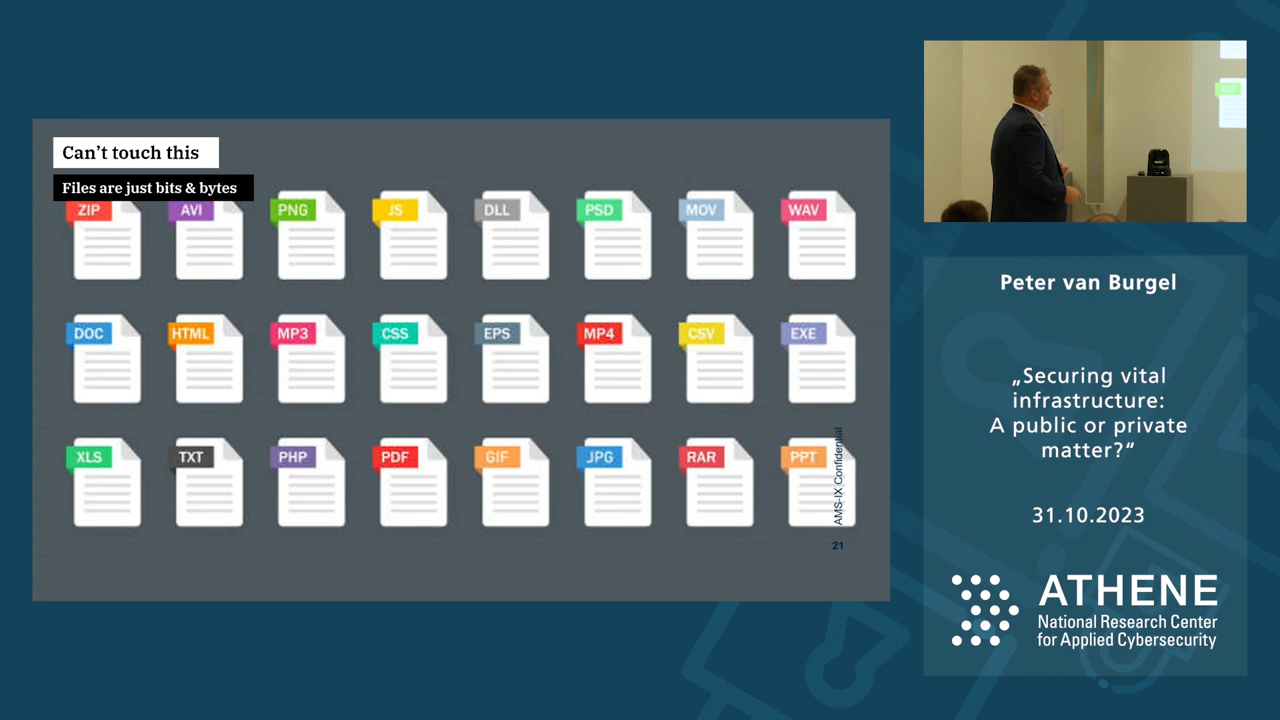 Can't touch this
Files are just bits & bytes
ZIP
AVI
PNG
JS
DLL
PSD
MOV
WAV
DOC
HTML
MP3
CSS
EPS
MP4
CSV
EXE
XLS
TXT
PHP
PDF
GIF
JPG
RAR
PPT
AMS-IX Confidential
21
XLS
Peter van Burgel
„Securing vital
infrastructure:
A public or private
matter?“
31.10.2023
ATHENE
National Research Center
for Applied Cybersecurity